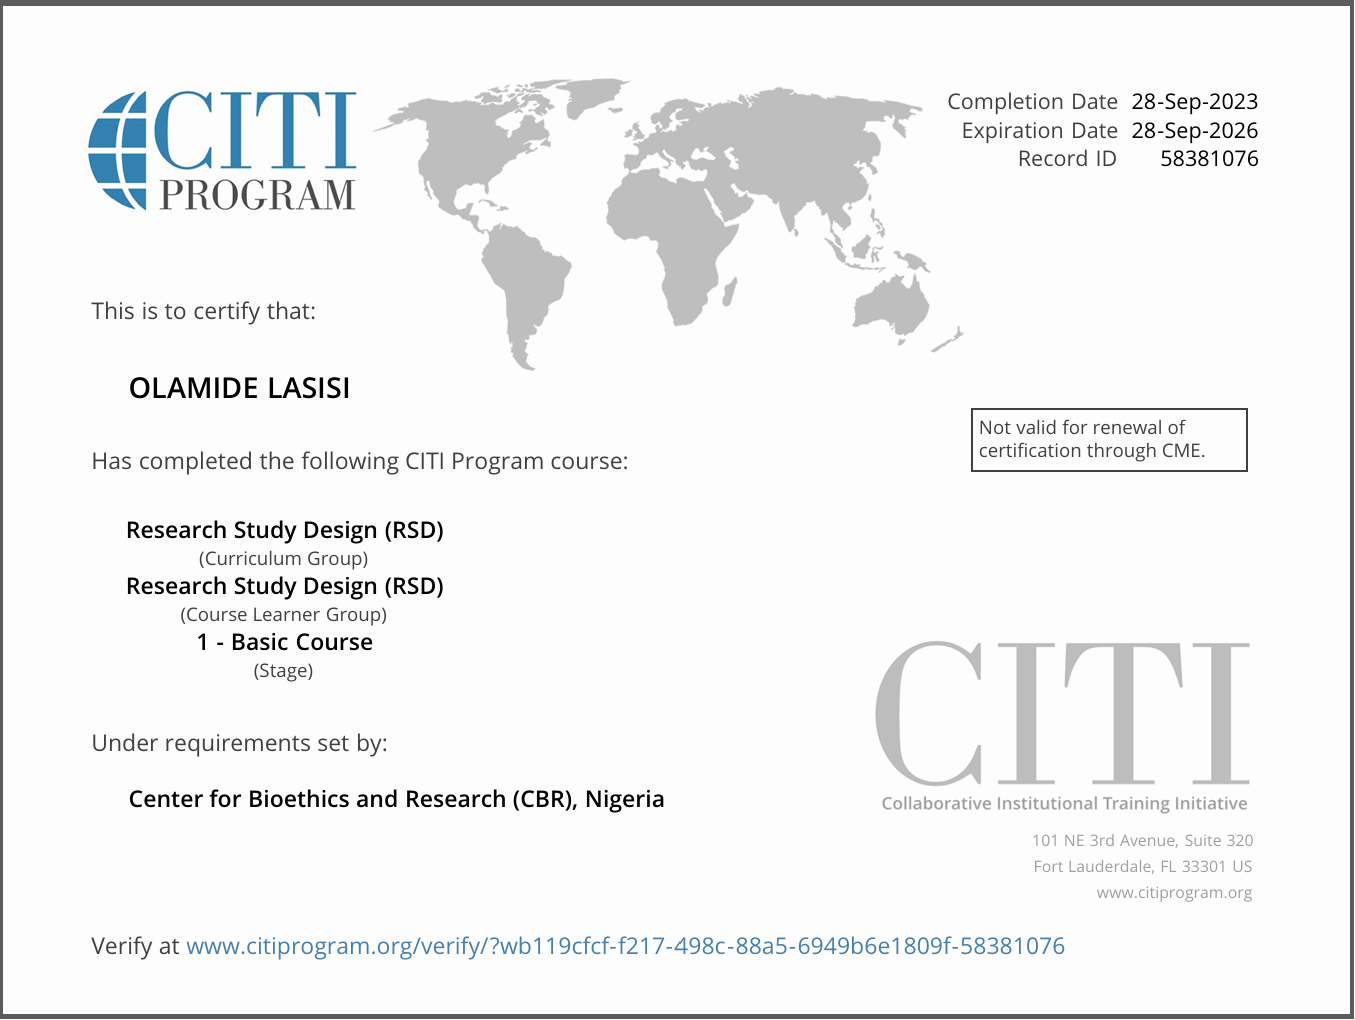 CITI
PROGRAM
Completion Date 28-Sep-2023
Expiration Date 28-Sep-2026
Record ID 58381076
This is to certify that:
OLAMIDE LASISI
Not valid for renewal of
certification through CME.
Has completed the following CITI Program course:
Research Study Design (RSD)
(Curriculum Group)
Research Study Design (RSD)
(Course Learner Group)
1 - Basic Course
(Stage)
Under requirements set by:
Center for Bioethics and Research (CBR), Nigeria
CITI
Collaborative Institutional Training Initiative
101 NE 3rd Avenue, Suite 320
Fort Lauderdale, FL 33301 US
www.citiprogram.org
Verify at www.citiprogram.org/verify/?wb119cfcf-f217-498c-88a5-6949b6e1809f-58381076